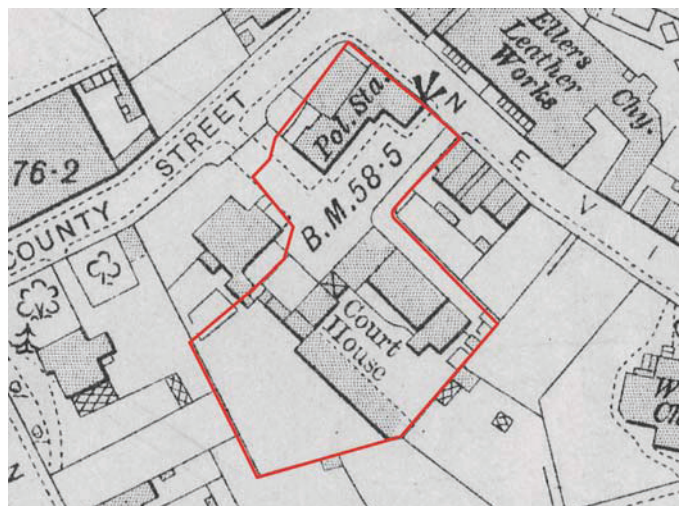 Ellers
Leather
Works
Chy.
76·2
COUNTY STREET
Pol. Sta.
B.M.58·5
N E V I
Court
House
W
Ch